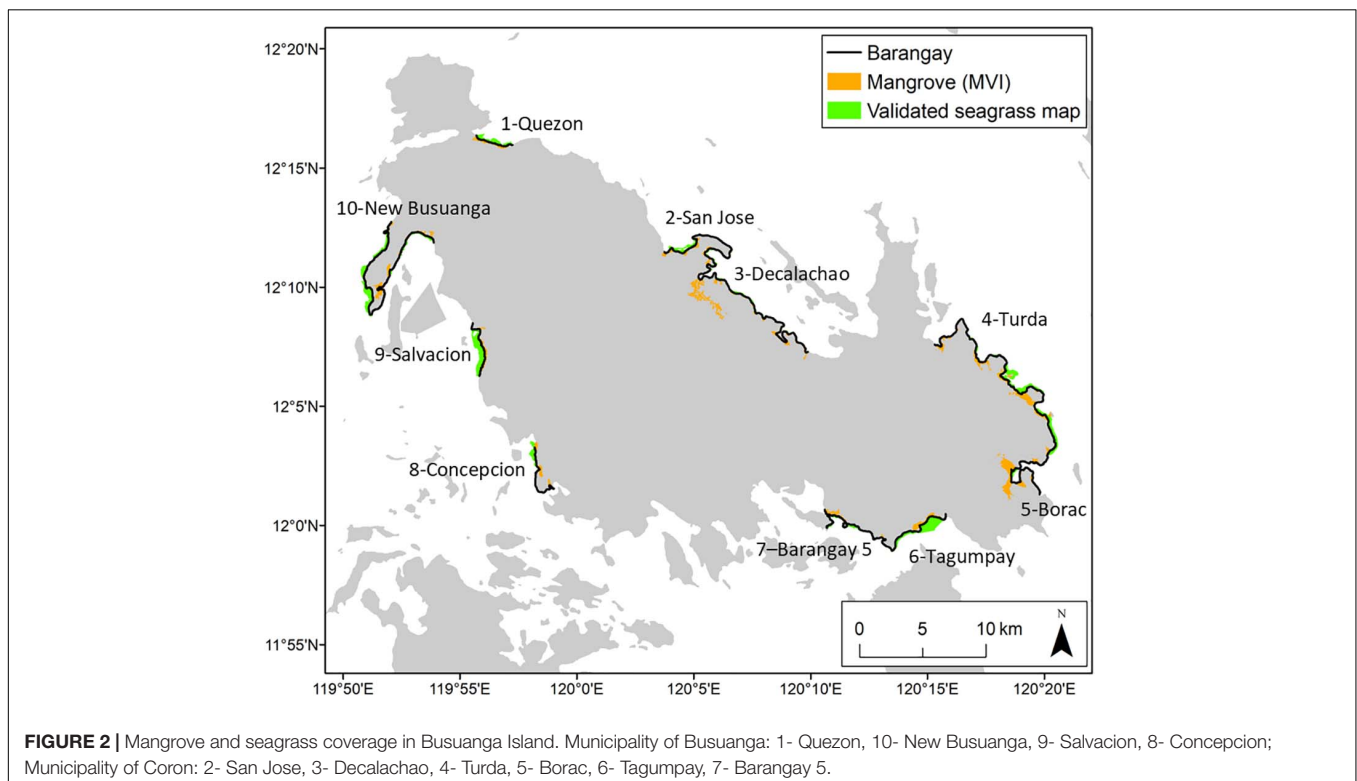 12°20'N
12°15'N
12°10'N
12°5'N
12°0'N
11°55'N
Barangay
Mangrove (MVI)
Validated seagrass map
1-Quezon
10-New Busuanga
2-San Jose
3-Decalachao
4-Turda
9-Salvacion
8-Concepcion
5-Borac
7–Barangay 5
6-Tagumpay
N
0 5 10 km
119°50'E 119°55'E 120°0'E 120°5'E 120°10'E 120°15'E 120°20'E
FIGURE 2 | Mangrove and seagrass coverage in Busuanga Island. Municipality of Busuanga: 1- Quezon, 10- New Busuanga, 9- Salvacion, 8- Concepcion;
Municipality of Coron: 2- San Jose, 3- Decalachao, 4- Turda, 5- Borac, 6- Tagumpay, 7- Barangay 5.